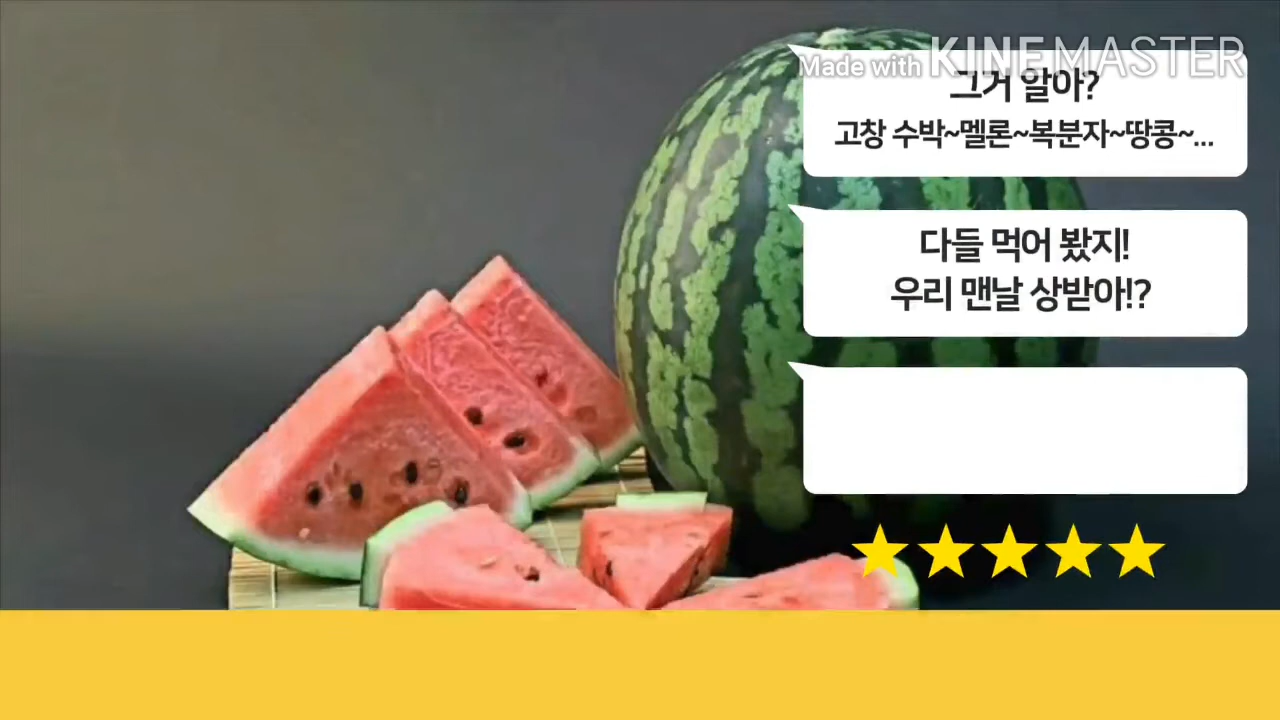 Made with KINEMASTER
그거 알아?
고창 수박~멜론~복분자~땅콩~...
다들 먹어 봤지!
우리 맨날 상받아!?